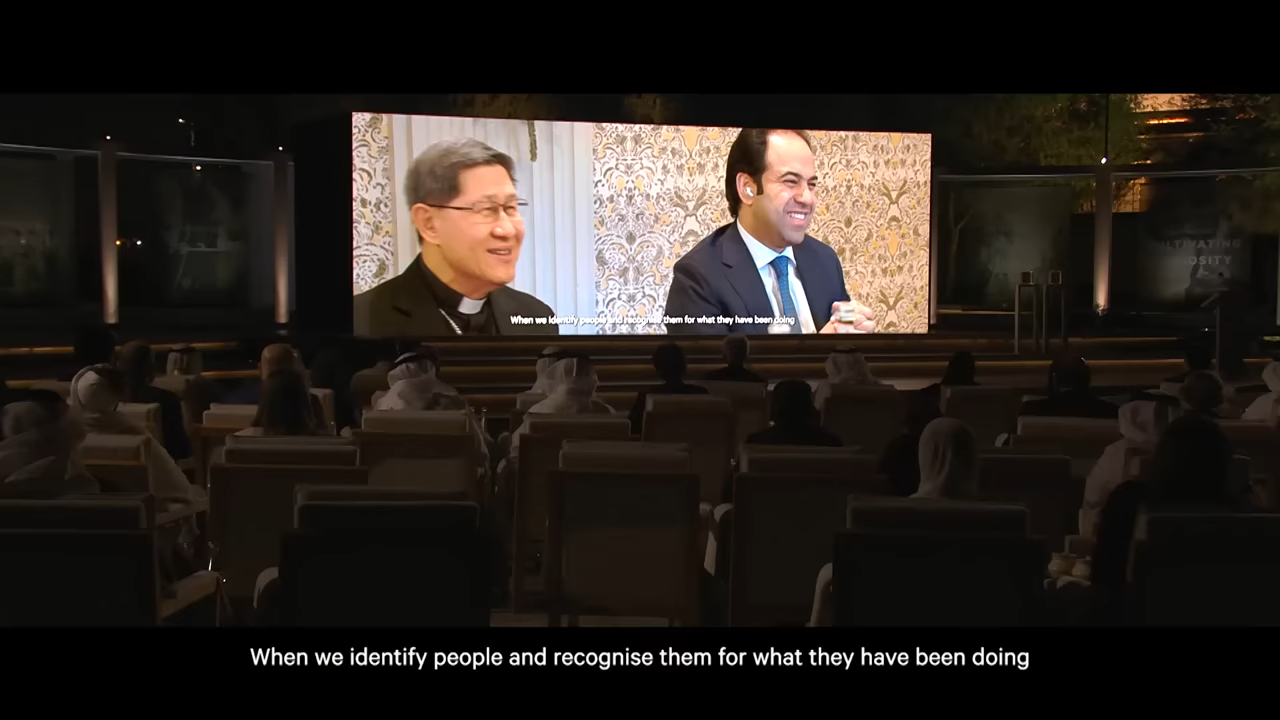 When we identify people and recognise them for what they have been doing
CULTIVATING
When we identify people and recognise them for what they have been doing